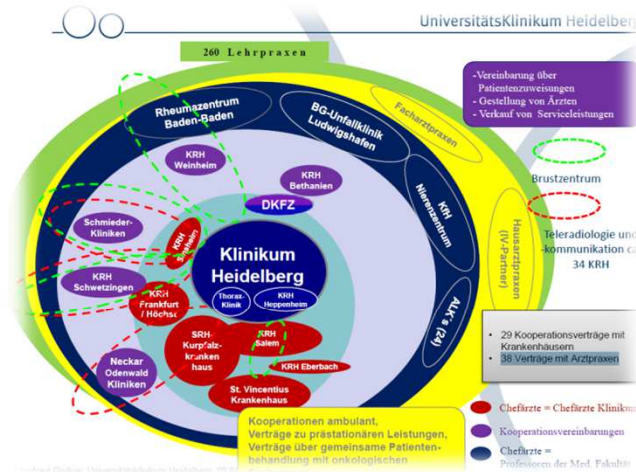 UniversitätsKlinikum Heidelberg
260 Lehrpraxen
-Vereinbarung über
Patientenzuweisungen
- Gestellung von Ärzten
- Verkauf von Serviceleistungen
Rheumazentrum
Baden-Baden
BG-Unfallklinik
Ludwigshafen
Facharztpraxen
KRH
Weinheim
KRH
Bethanien
DKFZ
KfH
Nierenzentrum
Brustzentrum
Hausarztpraxen
(IV-Partner)
Teleradiologie und
-kommunikation ca
34 KRH
Schmieder-
Kliniken
KRH
Sinsheim
Klinikum
Heidelberg
KRH
Schwetzingen
Thorax-
Klinik
KRH
Heppenheim
KRH
Frankfurt
/ Höchst
ALK´s (24)
SRH-
Kurpfalz-
kranken
haus
KRH
Salem
• 29 Kooperationsverträge mit
Krankenhäusern
• 38 Verträge mit Arztpraxen
Neckar
Odenwald
Kliniken
KRH Eberbach
St. Vincentius
Krankenhaus
Kooperationen ambulant,
Verträge zu prästationären Leistungen,
Verträge über gemeinsame Patienten-
behandlung mit onkologischen
Chefärzte = Chefärzte Klinikum
Kooperationsvereinbarungen
Chefärzte =
Professoren der Med. Fakultät